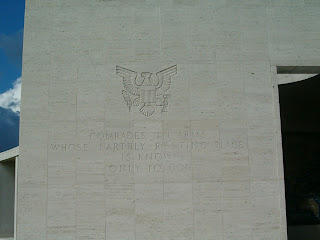 COMRADES IN ARMS
WHOSE EARTHLY RESTING PLACE
IS KNOWN
ONLY TO GOD